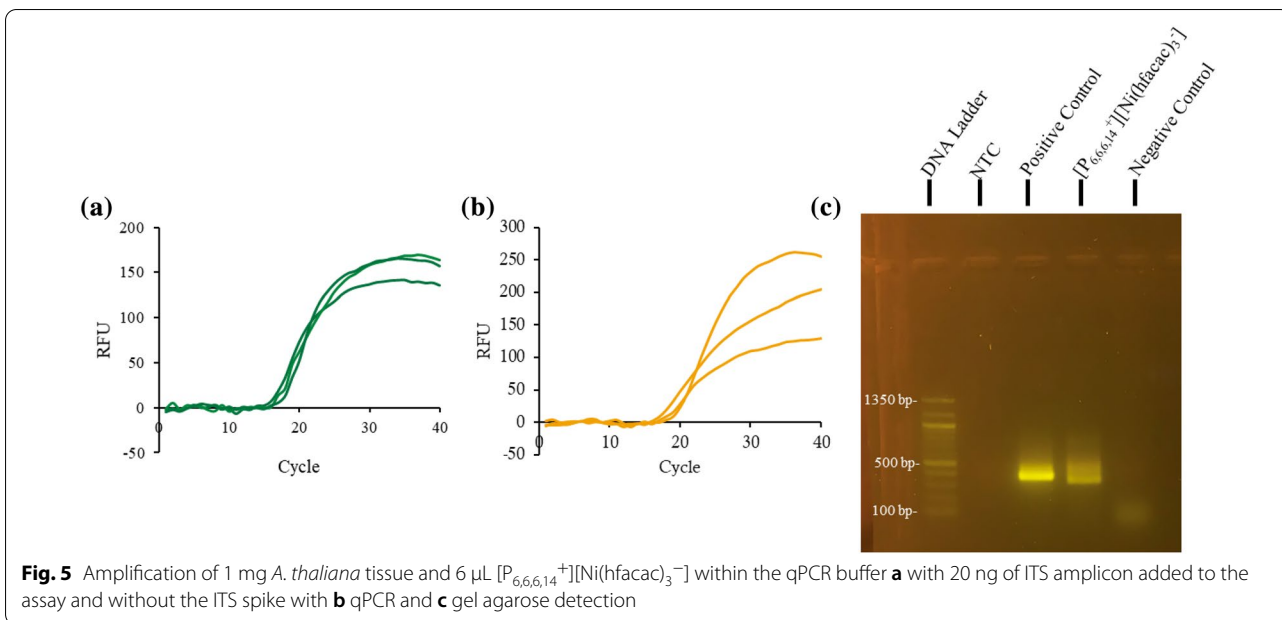 (a)
200
150
100
50
0
-50
RFU
0
10
20
30
40
Cycle
(b)
300
250
200
150
100
50
0
-50
RFU
0
10
20
30
40
Cycle
(c)
DNA Ladder
NTC
Positive Control
[P6,6,6,14+][Ni(hfacac)3-]
Negative Control
1350 bp-
500 bp-
100 bp-
Fig. 5 Amplification of 1 mg A. thaliana tissue and 6 µL [P6,6,6,14+][Ni(hfacac)3−] within the qPCR buffer a with 20 ng of ITS amplicon added to the
assay and without the ITS spike with b qPCR and c gel agarose detection